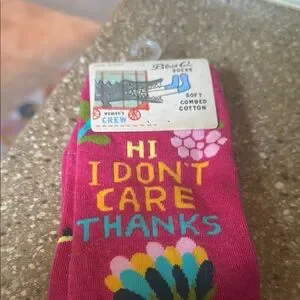 Blue Q
SOCKS
SOFT
COMBED
COTTON
WOMEN'S
CREW
HI
I DON'T
CARE
THANKS